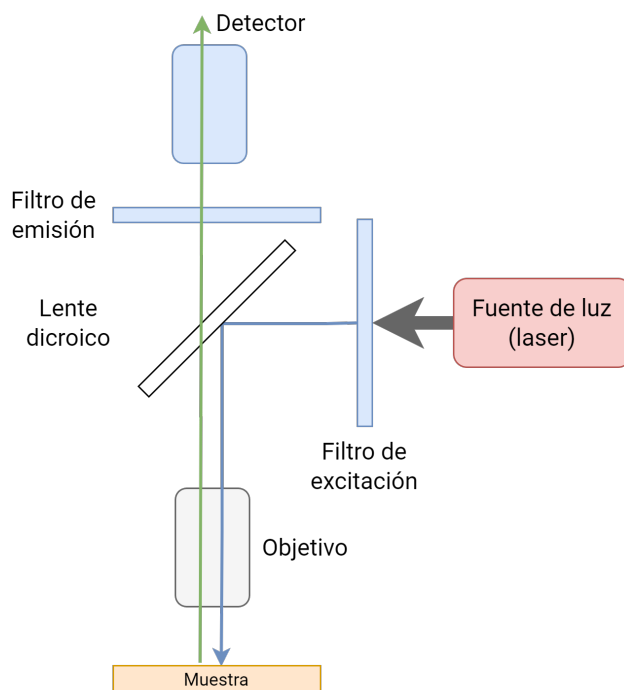 Detector
Filtro de
emisión
Lente
dicroico
Fuente de luz
(laser)
Filtro de
excitación
Objetivo
Muestra